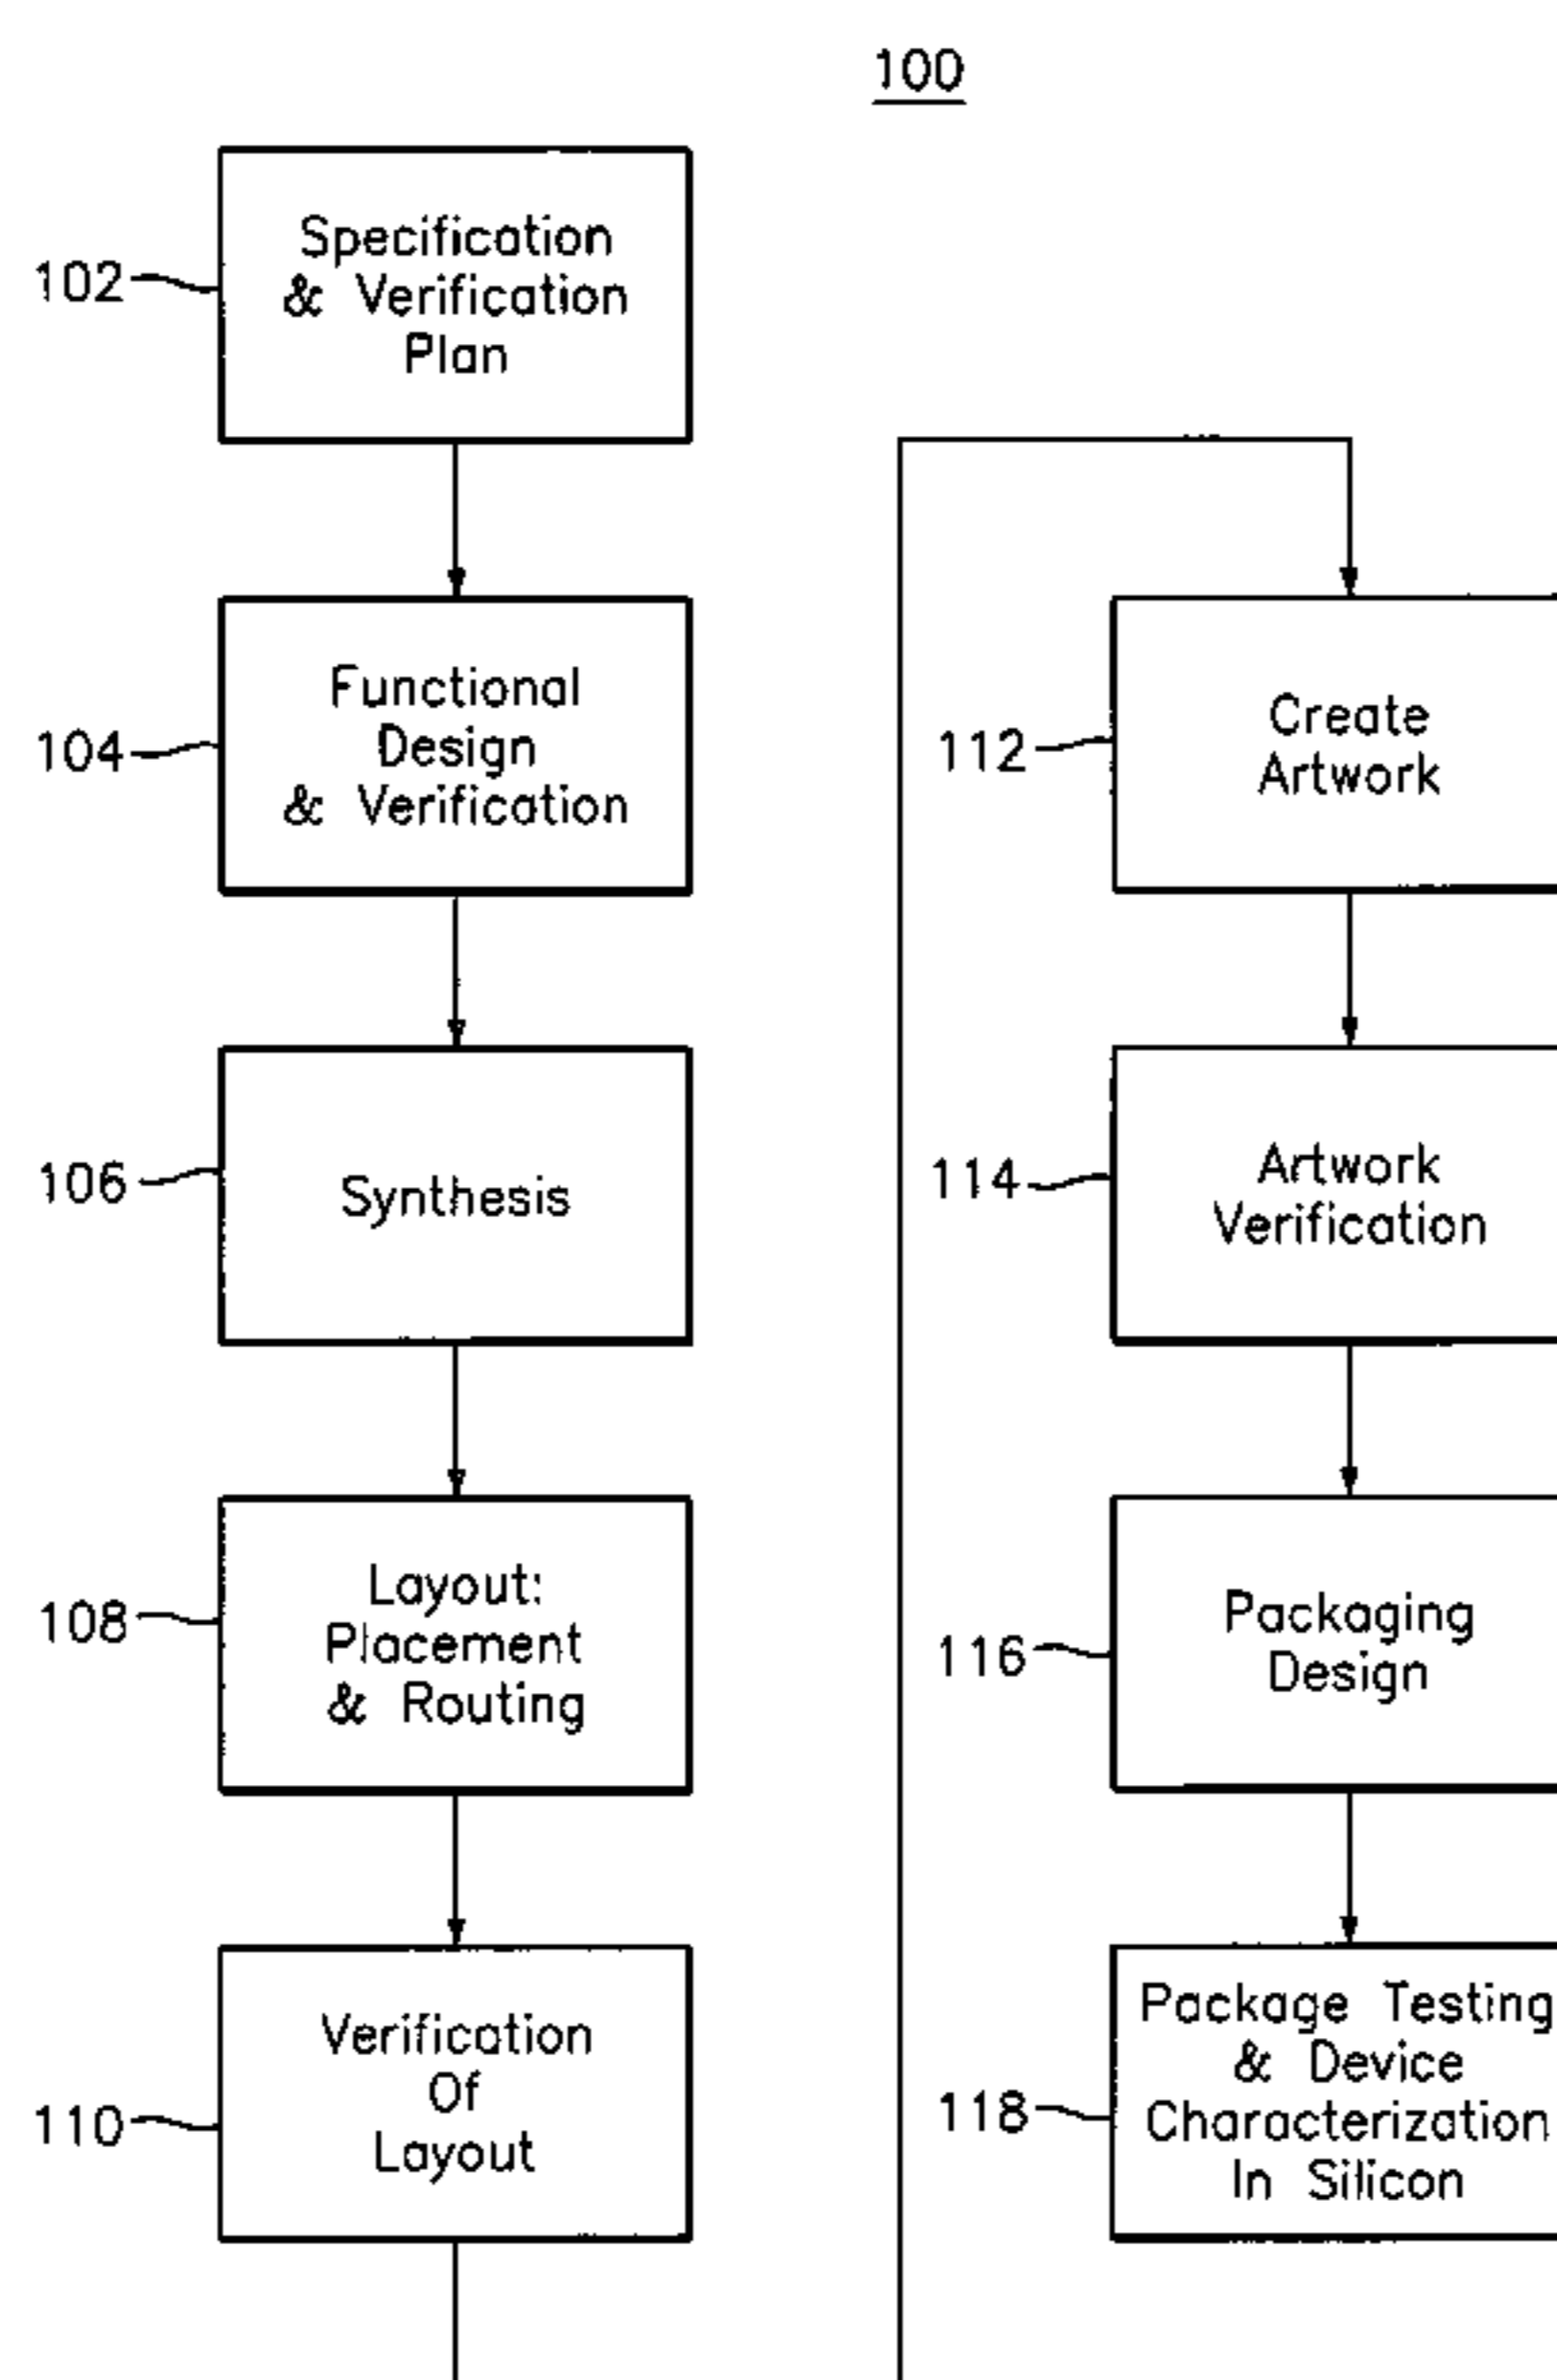 100
102
Specification
& Verification
Plan
104
Functional
Design
& Verification
106
Synthesis
108
Layout:
Placement
& Routing
110
Verification
Of
Layout
112
Create
Artwork
114
Artwork
Verification
116
Packaging
Design
118
Package Testing
& Device
Characterization
In Silicon